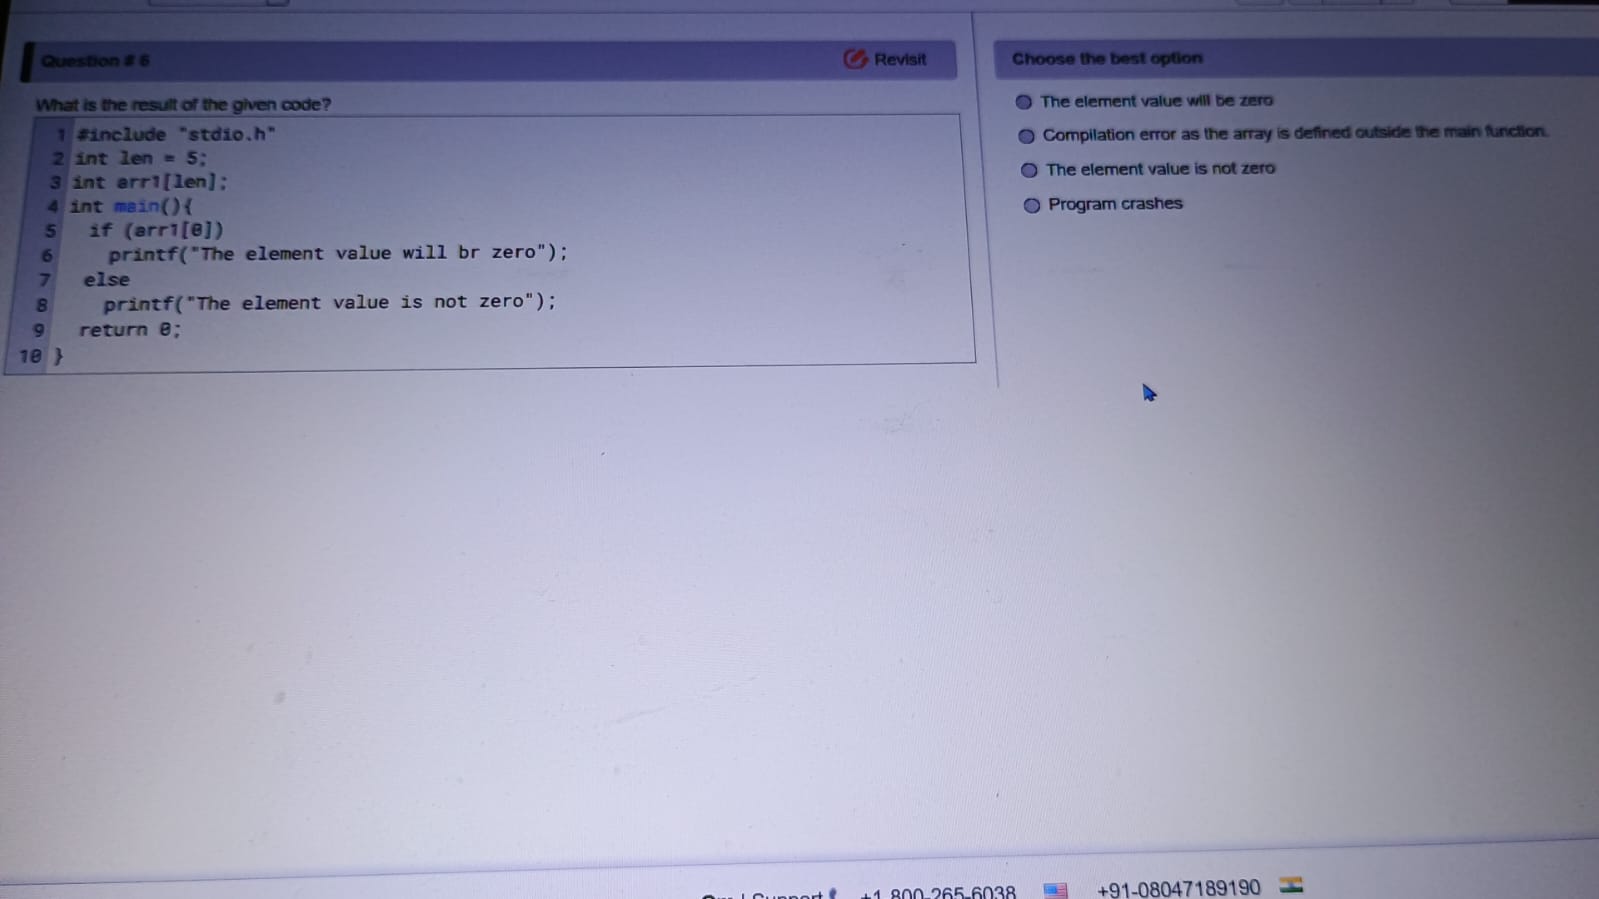 Question # 6
Revisit
What is the result of the given code?
1 #include "stdio.h"
2 int len = 5;
3 int arr1[len];
4 int main(){
5 if (arr1[0])
6 printf("The element value will br zero");
7 else
8 printf("The element value is not zero");
9 return 0;
10 }
Choose the best option
The element value will be zero
Compilation error as the array is defined outside the main function.
The element value is not zero
Program crashes
Support +1 800-265-6038 +91-08047189190